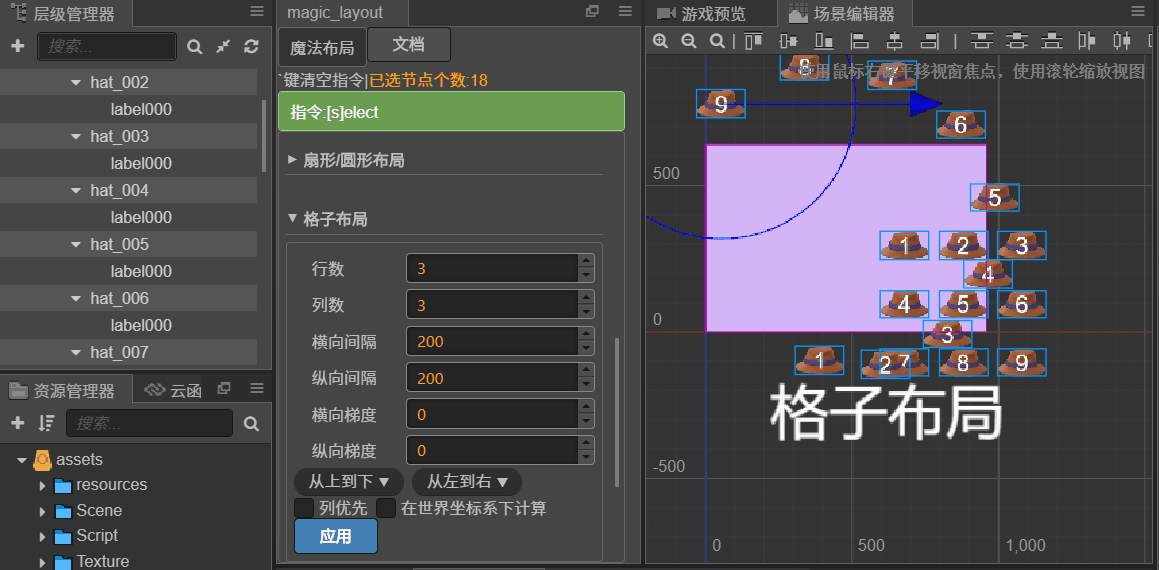 层级管理器
搜索...
hat_002
label000
hat_003
label000
hat_004
label000
hat_005
label000
hat_006
label000
hat_007
资源管理器
云函
搜索...
assets
resources
Scene
Script
Texture
magic_layout
魔法布局
文档
`键清空指令|已选节点个数:18
指令:[s]elect
扇形/圆形布局
格子布局
行数 3
列数 3
横向间隔 200
纵向间隔 200
横向梯度 0
纵向梯度 0
从上到下 ▼
从左到右 ▼
列优先
在世界坐标系下计算
应用
游戏预览
场景编辑器
平移视窗焦点，使用滚轮缩放视图
8
7
9
6
500
5
1 2 3
4
4 5 6
0
3
1 2 7 8 9
格子布局
-500
0 500 1,000